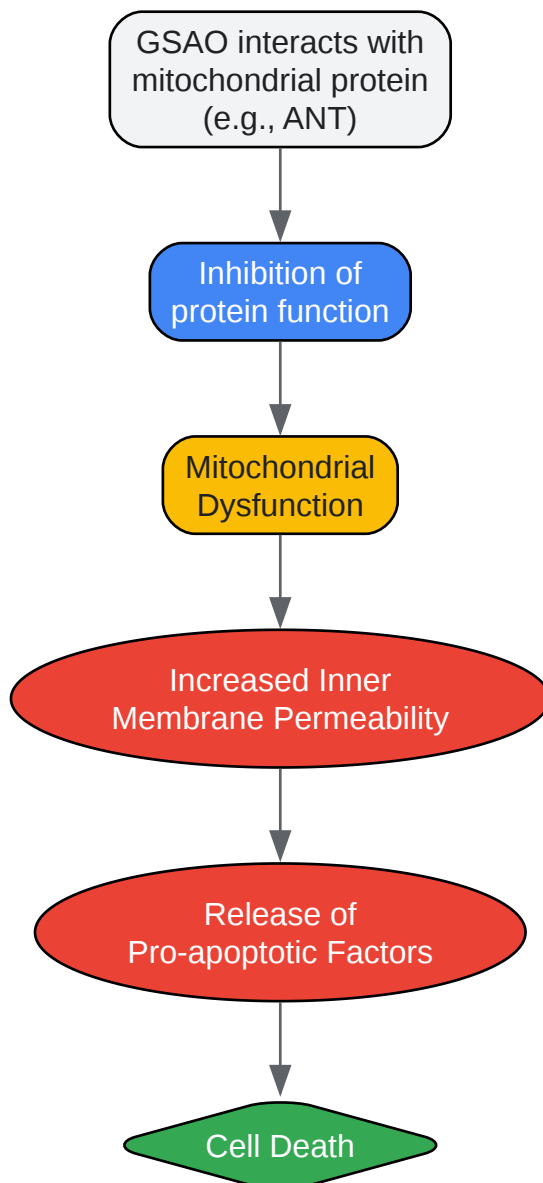 GSAO interacts with
mitochondrial protein
(e.g., ANT)
Inhibition of
protein function
Mitochondrial
Dysfunction
Increased Inner
Membrane Permeability
Release of
Pro-apoptotic Factors
Cell Death